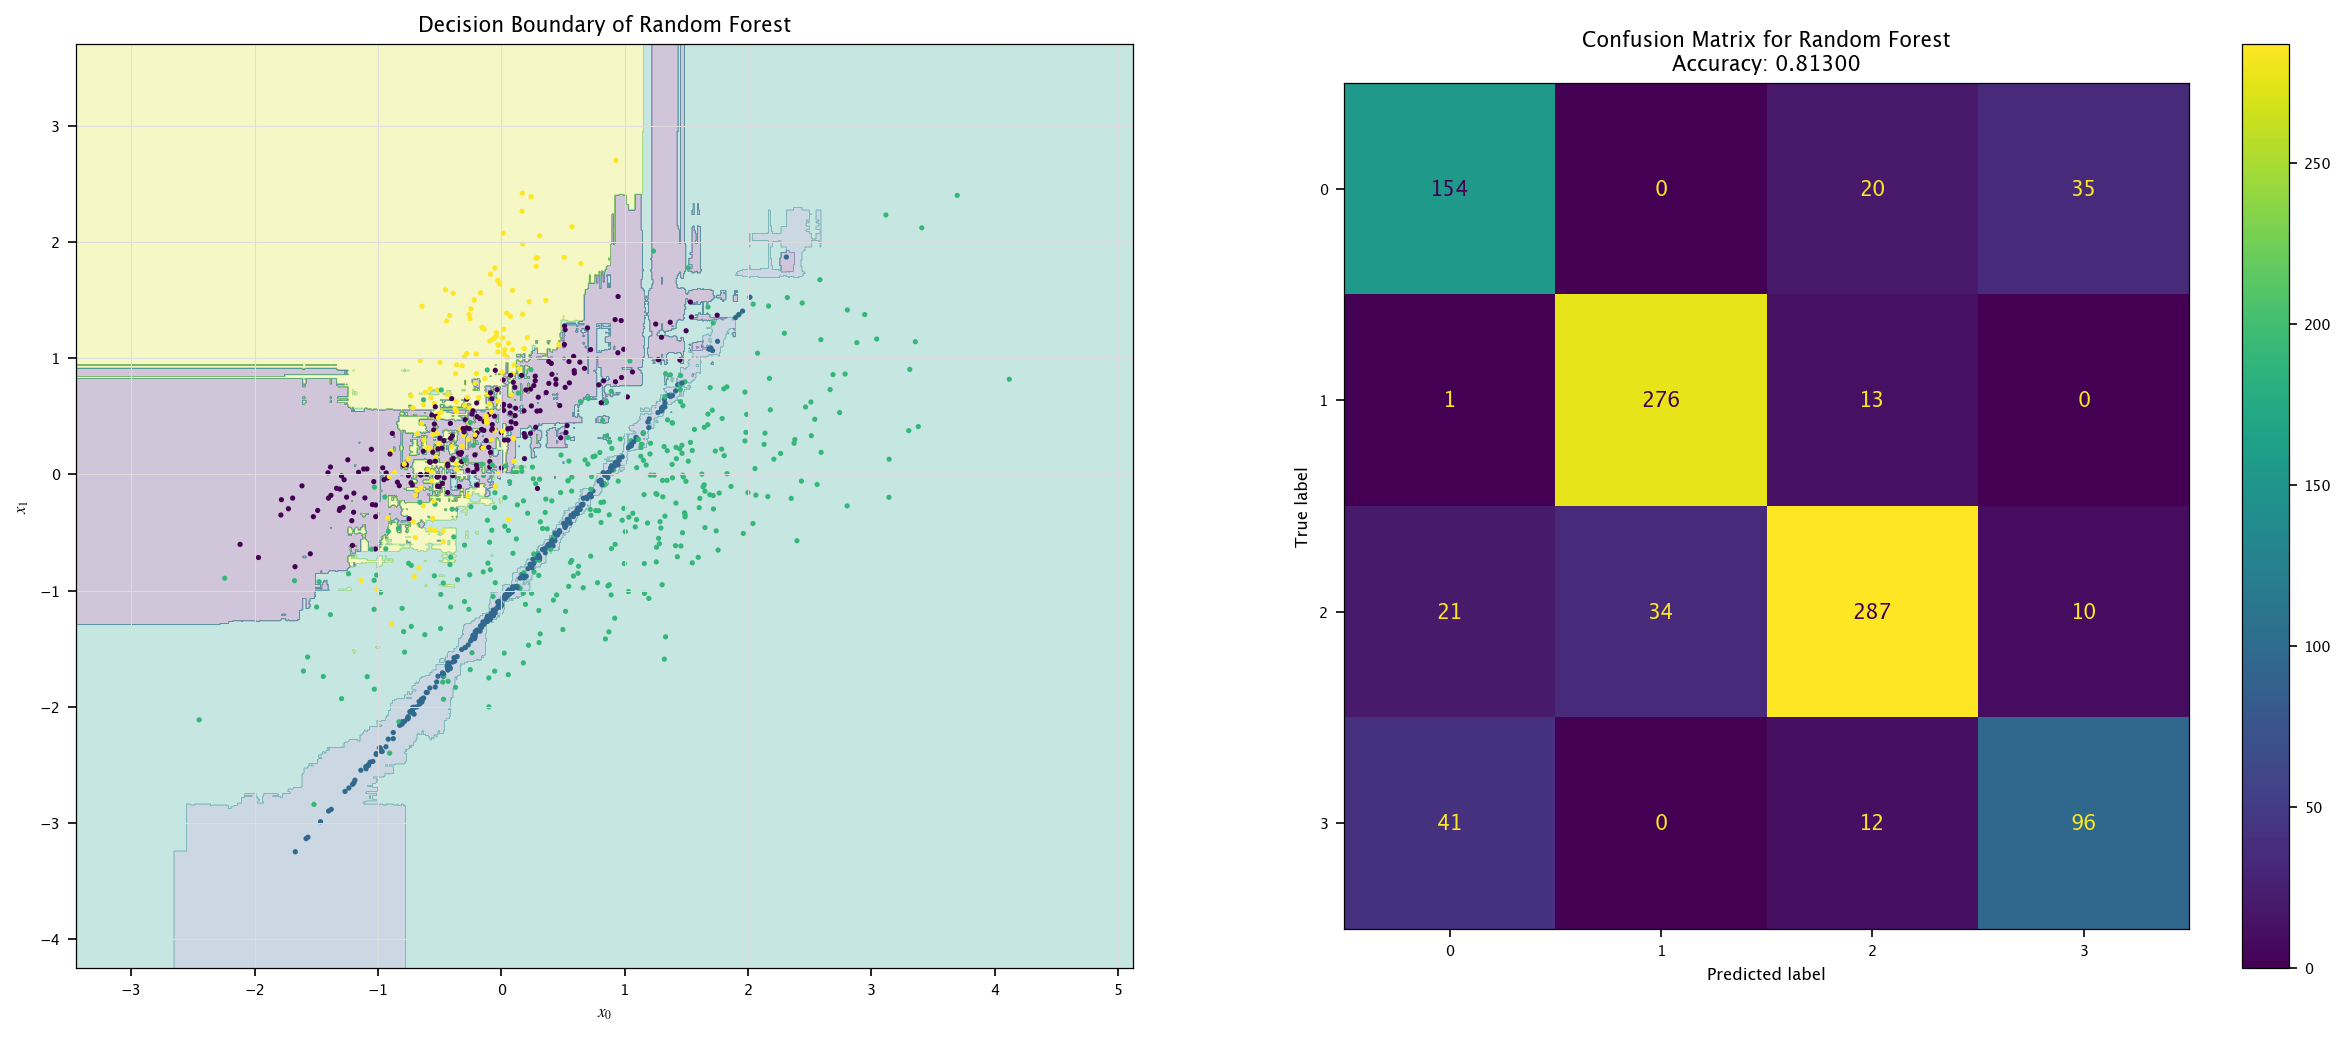 Decision Boundary of Random Forest
3
2
1
0
−1
−2
−3
−4
x₁
−3 −2 −1 0 1 2 3 4 5
x₀
Confusion Matrix for Random Forest
Accuracy: 0.81300
0 154 0 20 35
1 1 276 13 0
2 21 34 287 10
3 41 0 12 96
True label
0 1 2 3
Predicted label
250
200
150
100
50
0